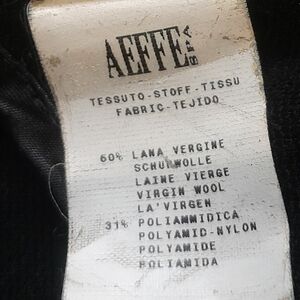 AEFFE SPA
TESSUTO-STOFF-TISSU
FABRIC-TEJIDO
60% LANA VERGINE
SCHURWOLLE
LAINE VIERGE
VIRGIN WOOL
LA'VIRGEN
31% POLIAMMIDICA
POLYAMID-NYLON
POLYAMIDE
POLIAMIDA